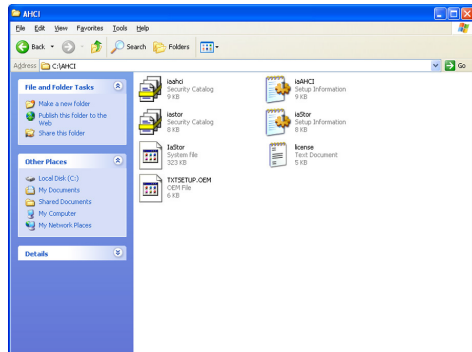 AHCI
File Edit View Favorites Tools Help
Back Search Folders
Address C:\AHCI Go
File and Folder Tasks
Make a new folder
Publish this folder to the
Web
Share this folder
Other Places
Local Disk (C:)
My Documents
Shared Documents
My Computer
My Network Places
Details
iaahci
Security Catalog
9 KB
iaAHCI
Setup Information
9 KB
iastor
Security Catalog
8 KB
iaStor
Setup Information
8 KB
IaStor
System file
323 KB
license
Text Document
5 KB
TXTSETUP.OEM
OEM File
6 KB